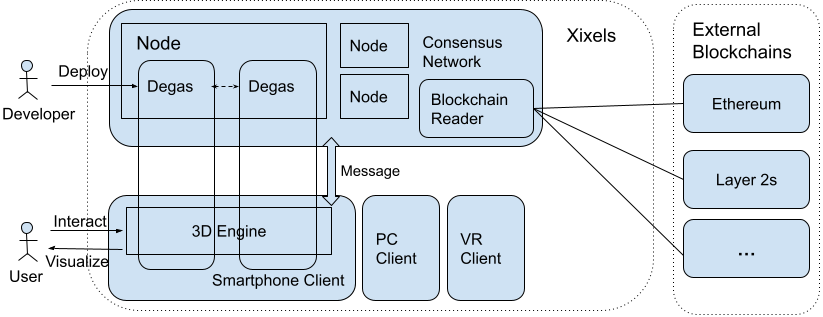 Xixels
External
Blockchains
Node
Node
Consensus
Network
Deploy
Degas
Degas
Node
Blockchain
Reader
Ethereum
Developer
Message
Layer 2s
Interact
3D Engine
PC
Client
VR
Client
...
Visualize
User
Smartphone Client